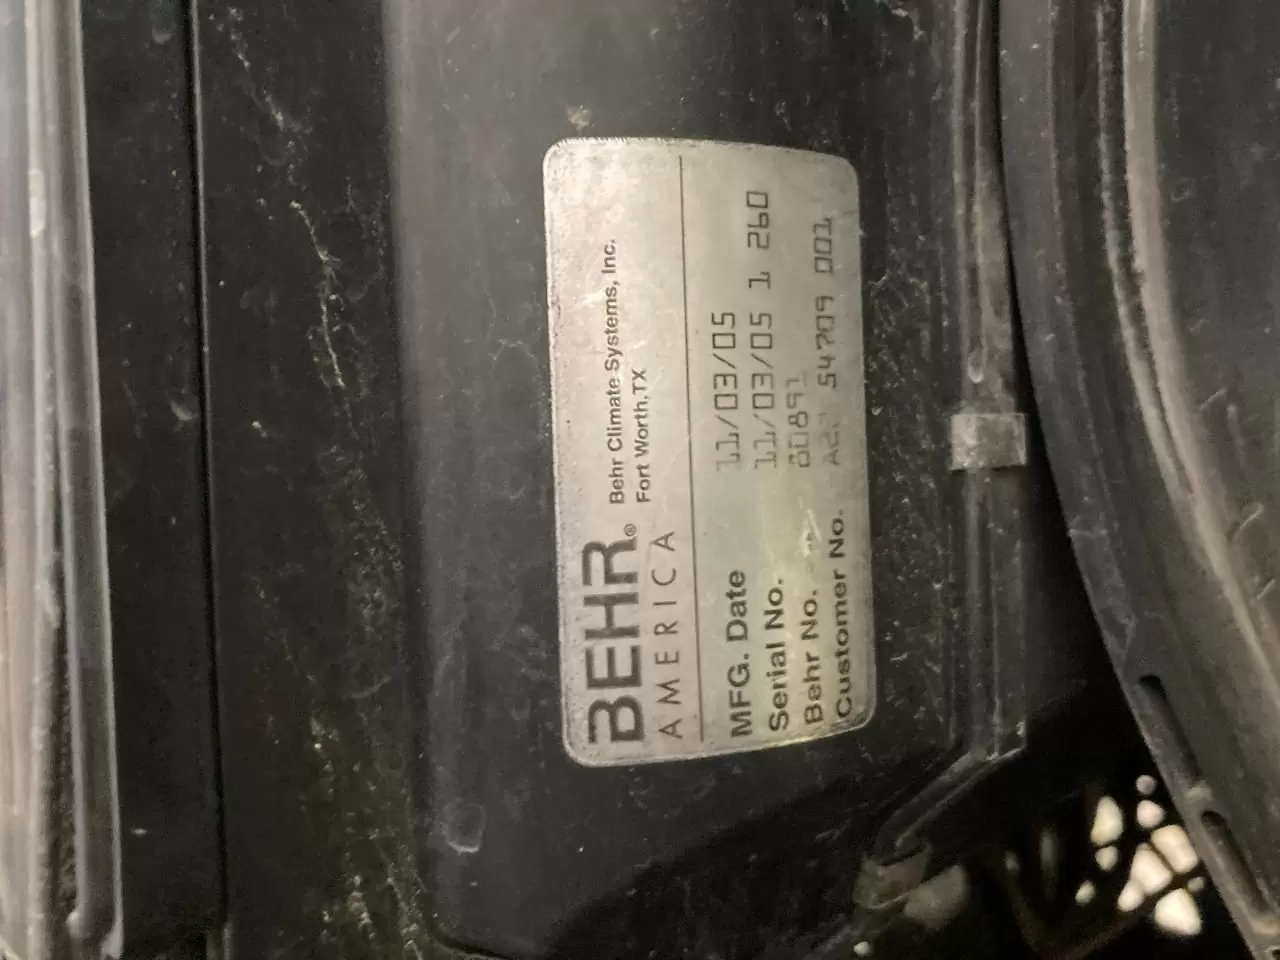 BEHR®
AMERICA
Behr Climate Systems, Inc.
Fort Worth, TX
MFG. Date 11/03/05
Serial No. 11/03/05 1 260
Behr No. 00891
Customer No. 54709 001